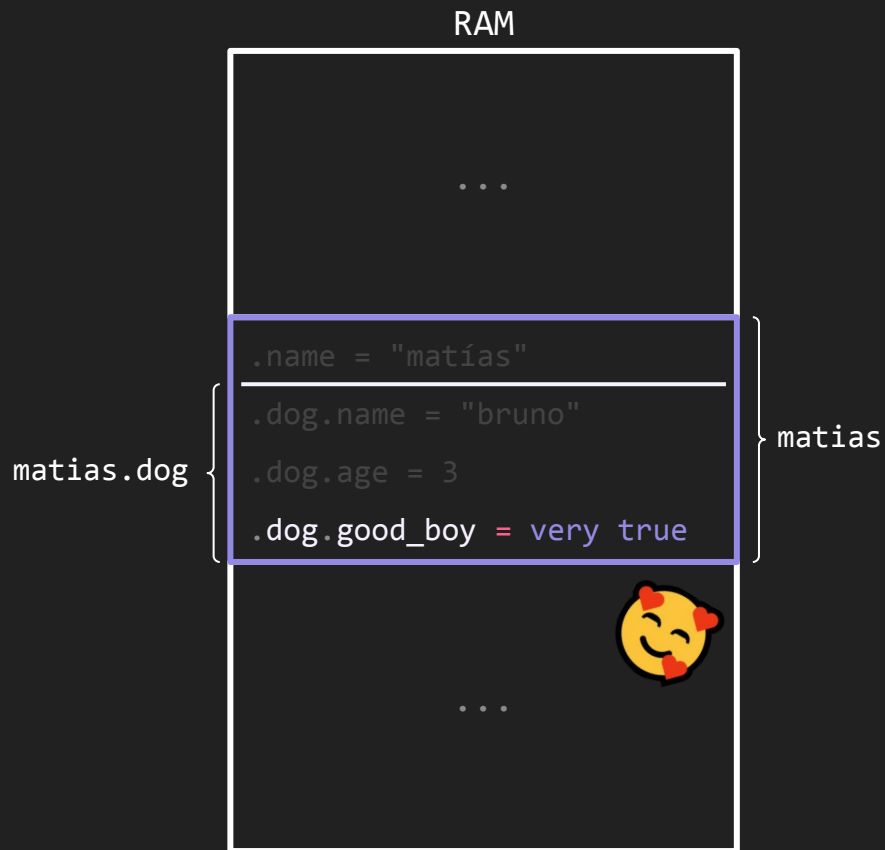 RAM
...
.name = "matías"
.dog.name = "bruno"
matias
matias.dog
.dog.age = 3
.dog.good_boy = very true
...